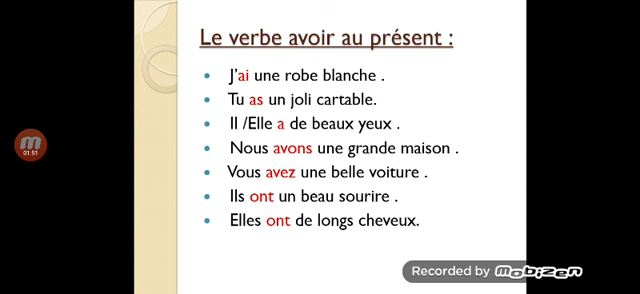 Le verbe avoir au présent :
J'ai une robe blanche .
Tu as un joli cartable.
Il /Elle a de beaux yeux .
Nous avons une grande maison .
Vous avez une belle voiture .
Ils ont un beau sourire .
Elles ont de longs cheveux.
01:51
Recorded by mobizen